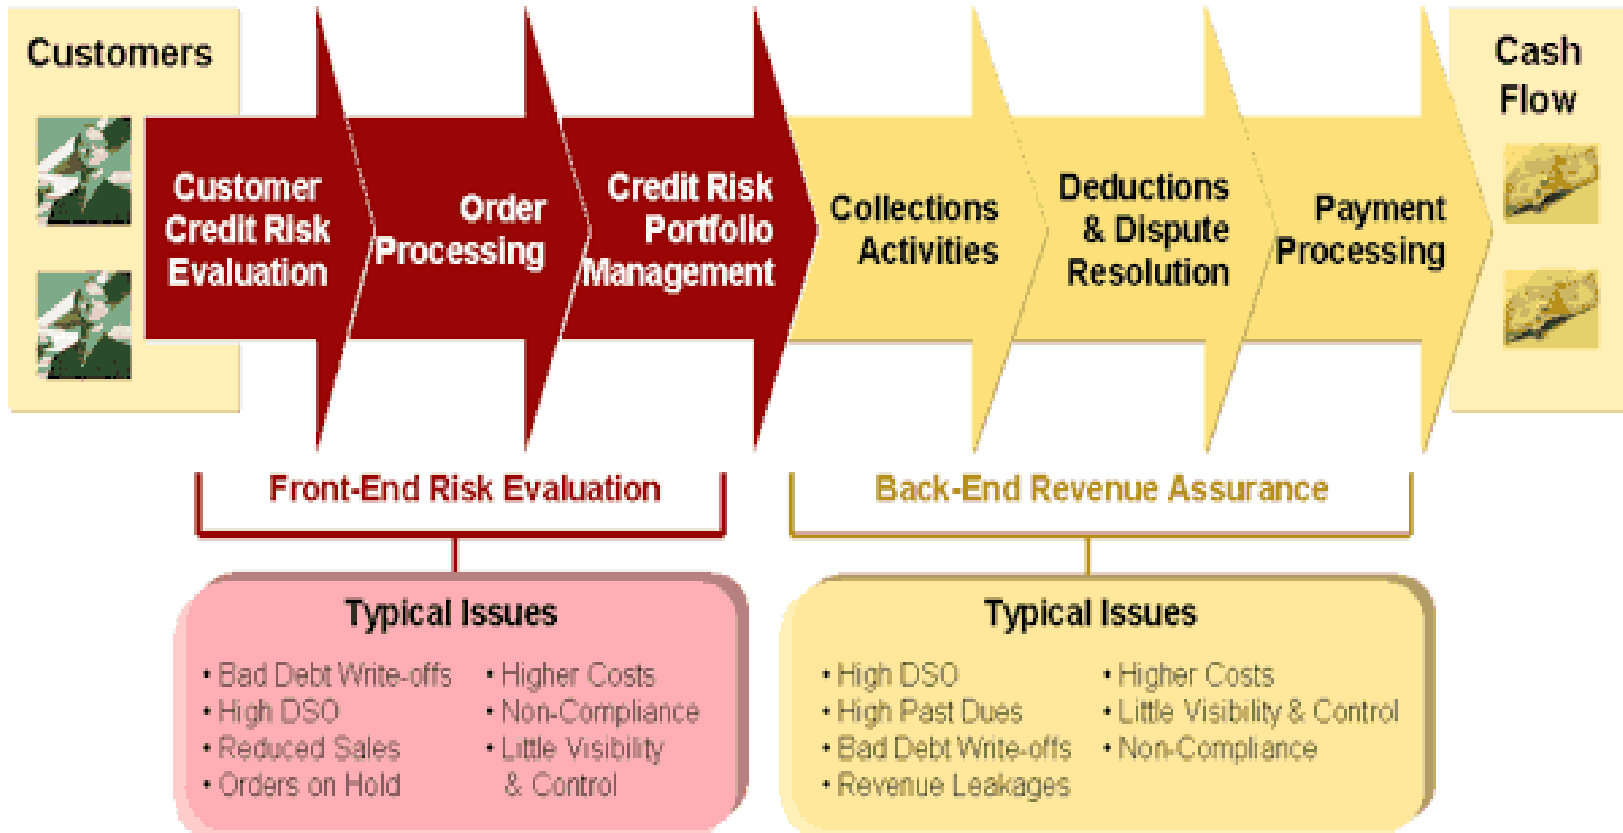 Customers
Cash
Flow
Customer
Credit Risk
Evaluation
Order
Processing
Credit Risk
Portfolio
Management
Collections
Activities
Deductions
& Dispute
Resolution
Payment
Processing
Front-End Risk Evaluation
Back-End Revenue Assurance
Typical Issues
• Bad Debt Write-offs
• High DSO
• Reduced Sales
• Orders on Hold
• Higher Costs
• Non-Compliance
• Little Visibility
& Control
Typical Issues
• High DSO
• High Past Dues
• Bad Debt Write-offs
• Revenue Leakages
• Higher Costs
• Little Visibility & Control
• Non-Compliance